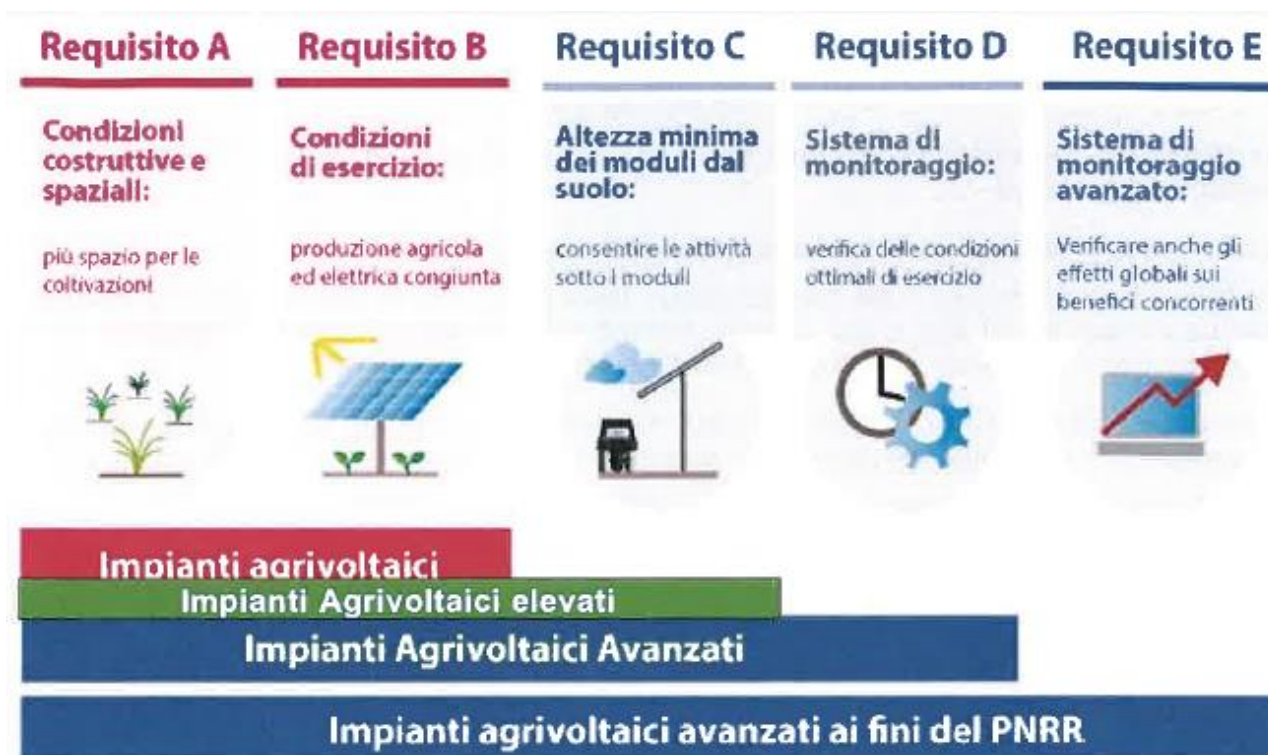 Requisito A
Condizioni
costruttive e
spaziali:
più spazio per le
coltivazioni
Requisito B
Condizioni
di esercizio:
produzione agricola
ed elettrica congiunta
Requisito C
Altezza minima
dei moduli dal
suolo:
consentire le attività
sotto i moduli
Requisito D
Sistema di
monitoraggio:
verifica delle condizioni
ottimali di esercizio
Requisito E
Sistema di
monitoraggio
avanzato:
Verificare anche gli
effetti globali sui
benefici concorrenti
Impianti agrivoltaici
Impianti Agrivoltaici elevati
Impianti Agrivoltaici Avanzati
Impianti agrivoltaici avanzati ai fini del PNRR